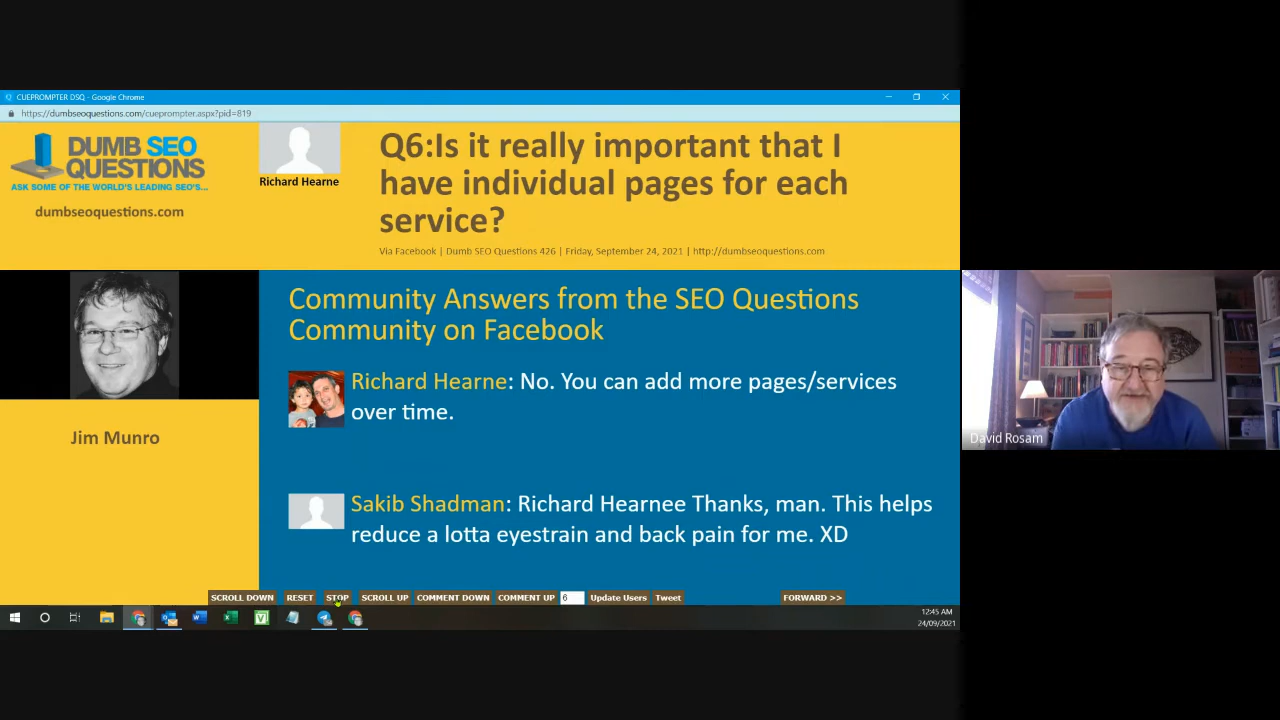 CUEPROMPTER DSQ - Google Chrome
https://dumbseoquestions.com/cueprompter.aspx?pid=819
DUMB SEO
QUESTIONS
ASK SOME OF THE WORLD'S LEADING SEO'S...
dumbseoquestions.com
Richard Hearne
Q6:Is it really important that I
have individual pages for each
service?
Via Facebook | Dumb SEO Questions 426 | Friday, September 24, 2021 | http://dumbseoquestions.com
Jim Munro
Community Answers from the SEO Questions
Community on Facebook
Richard Hearne: No. You can add more pages/services
over time.
Sakib Shadman: Richard Hearnee Thanks, man. This helps
reduce a lotta eyestrain and back pain for me. XD
David Rosam
SCROLL DOWN RESET STOP SCROLL UP COMMENT DOWN COMMENT UP 6 Update Users Tweet FORWARD >>
12:45 AM
24/09/2021